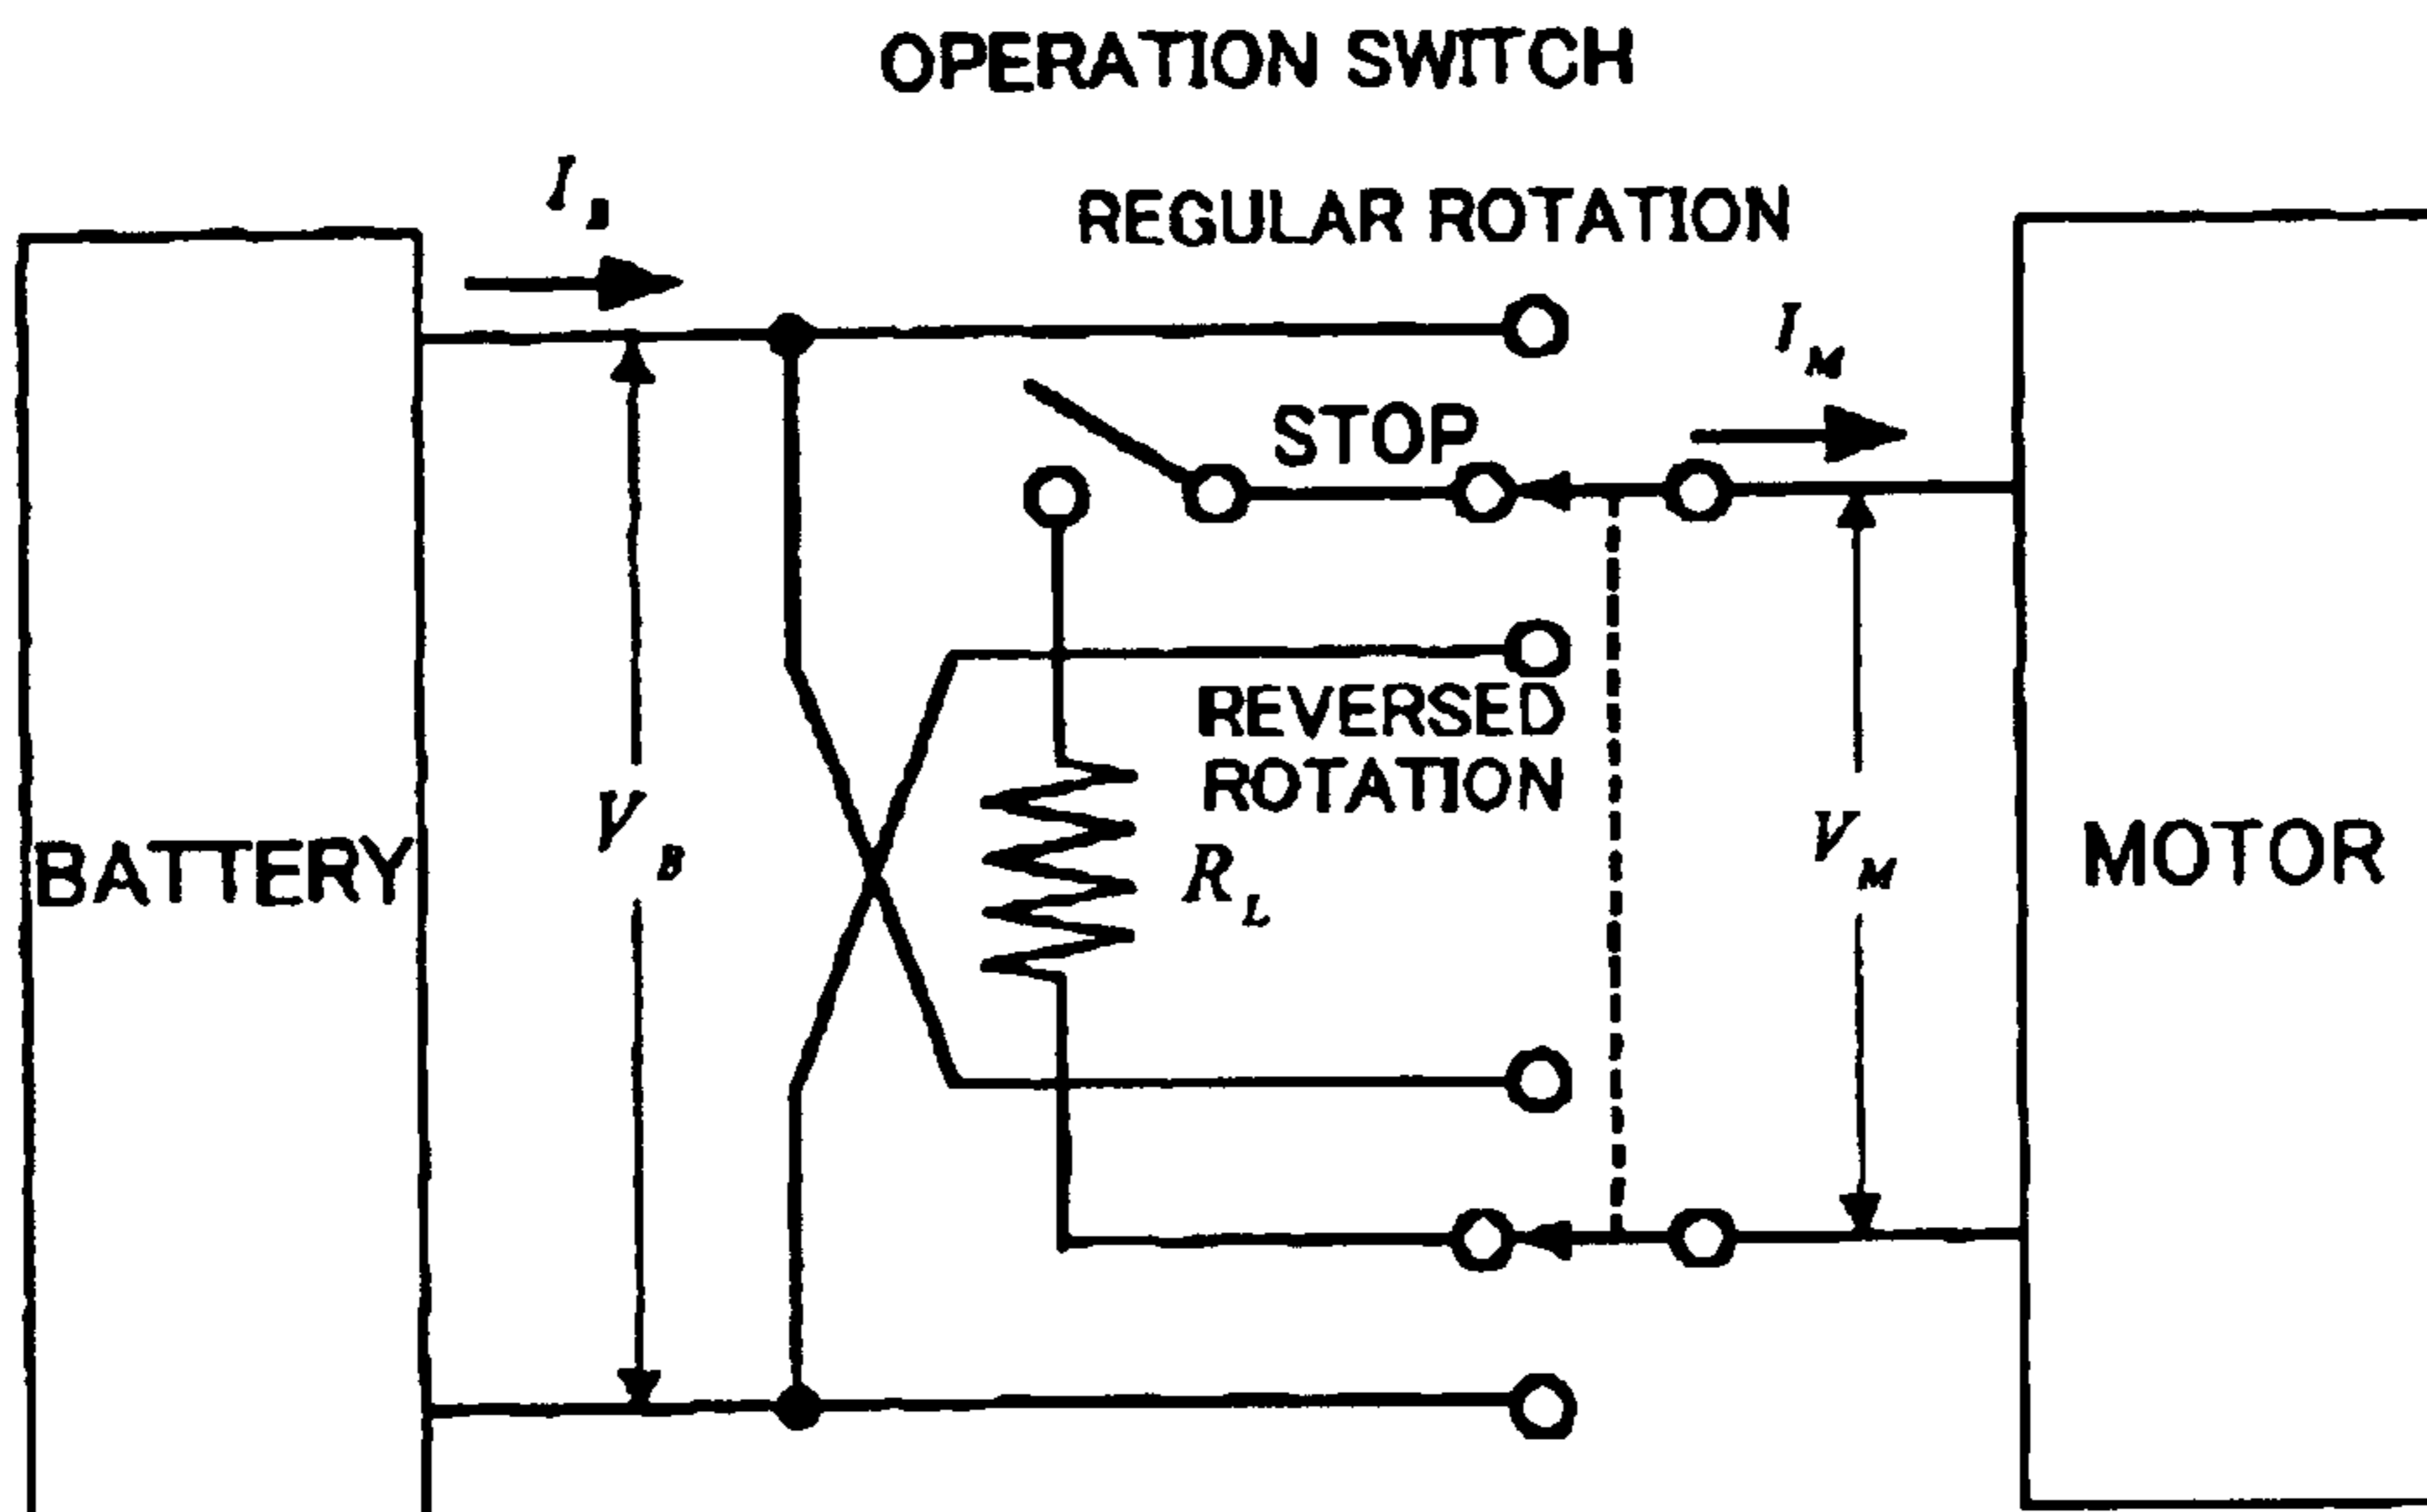 OPERATION SWITCH
I_B
REGULAR ROTATION
I_M
STOP
REVERSED
ROTATION
V_B
R_L
V_M
BATTERY
MOTOR